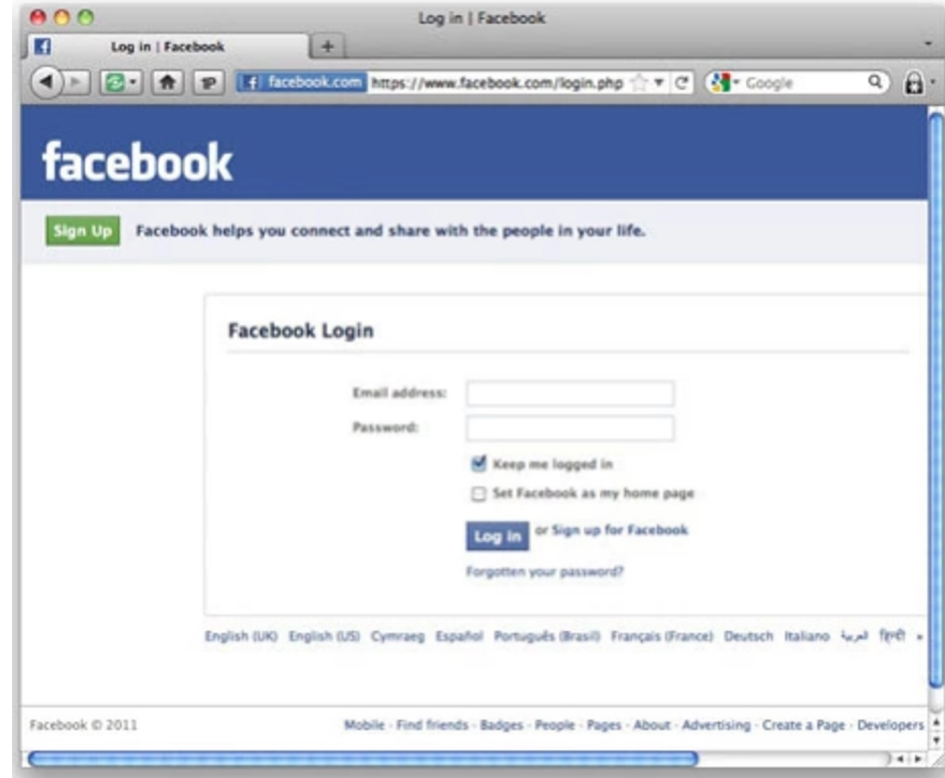 Log in | Facebook
Log in | Facebook +
1P facebook.com https://www.facebook.com/login.php Google
facebook
Sign Up Facebook helps you connect and share with the people in your life.
Facebook Login
Email address:
Password:
Keep me logged in
Set Facebook as my home page
Log in or Sign up for Facebook
Forgotten your password?
English (UK) English (US) Cymraeg Español Português (Brasil) Français (France) Deutsch Italiano العربية हिन्दी »
Facebook © 2011 Mobile · Find friends · Badges · People · Pages · About · Advertising · Create a Page · Developers